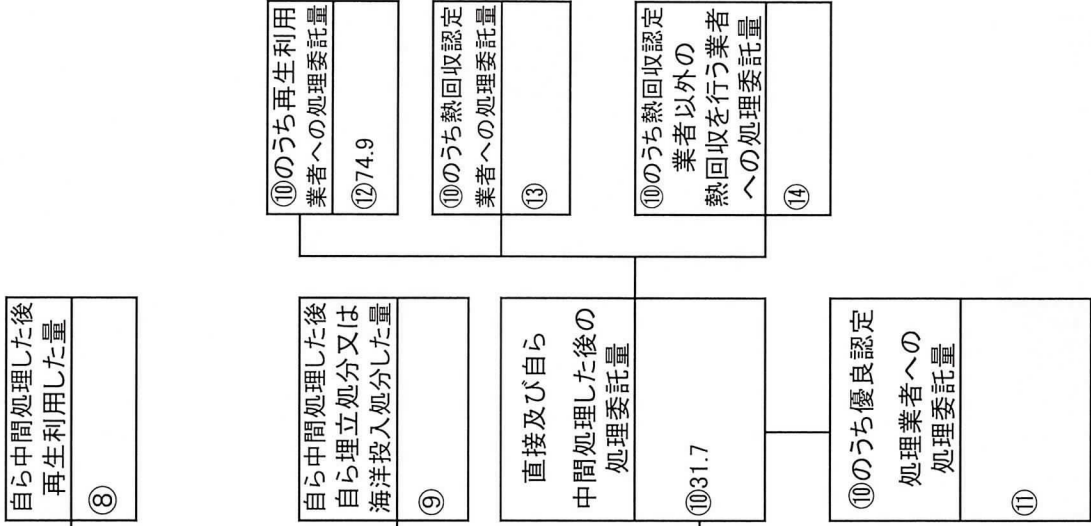 自ら中間処理した後
再生利用した量
⑧
自ら中間処理した後
自ら埋立処分又は
海洋投入処分した量
⑨
直接及び自ら
中間処理した後の
処理委託量
⑩31.7
⑩のうち優良認定
処理業者への
処理委託量
⑪
⑩のうち再生利用
業者への処理委託量
⑫74.9
⑩のうち熱回収認定
業者への処理委託量
⑬
⑩のうち熱回収認定
業者以外の
熱回収を行う業者
への処理委託量
⑭